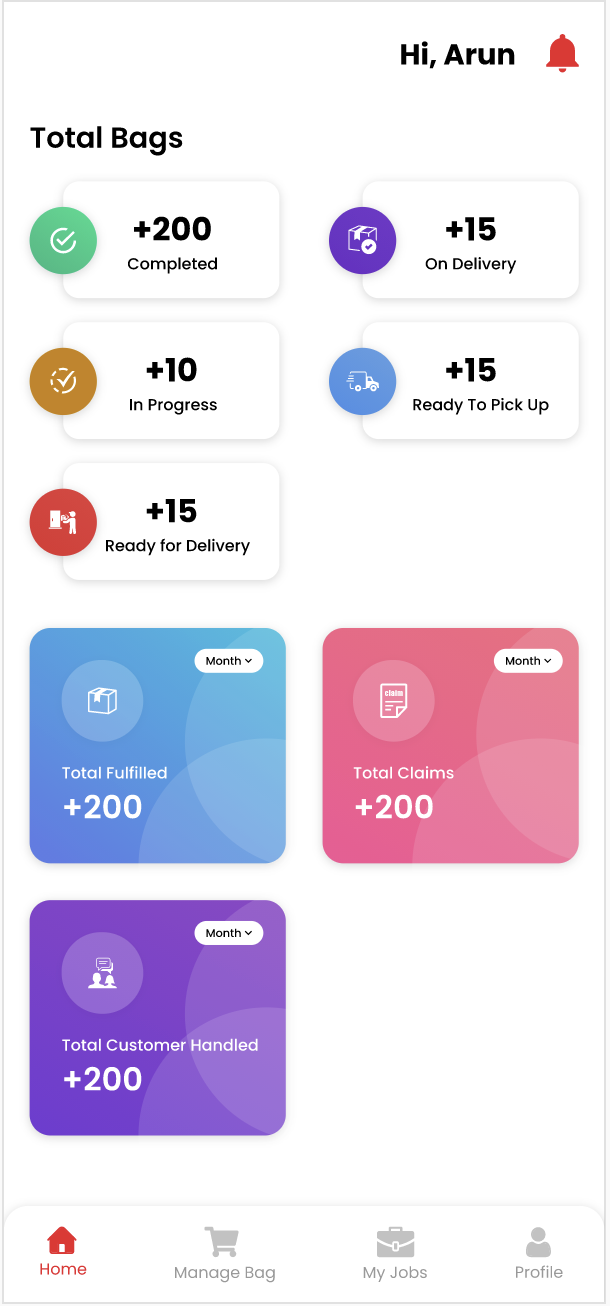 Hi, Arun
Total Bags
+200
Completed
+15
On Delivery
+10
In Progress
+15
Ready To Pick Up
+15
Ready for Delivery
Month
Total Fulfilled
+200
Month
claim
Total Claims
+200
Month
Total Customer Handled
+200
Home
Manage Bag
My Jobs
Profile